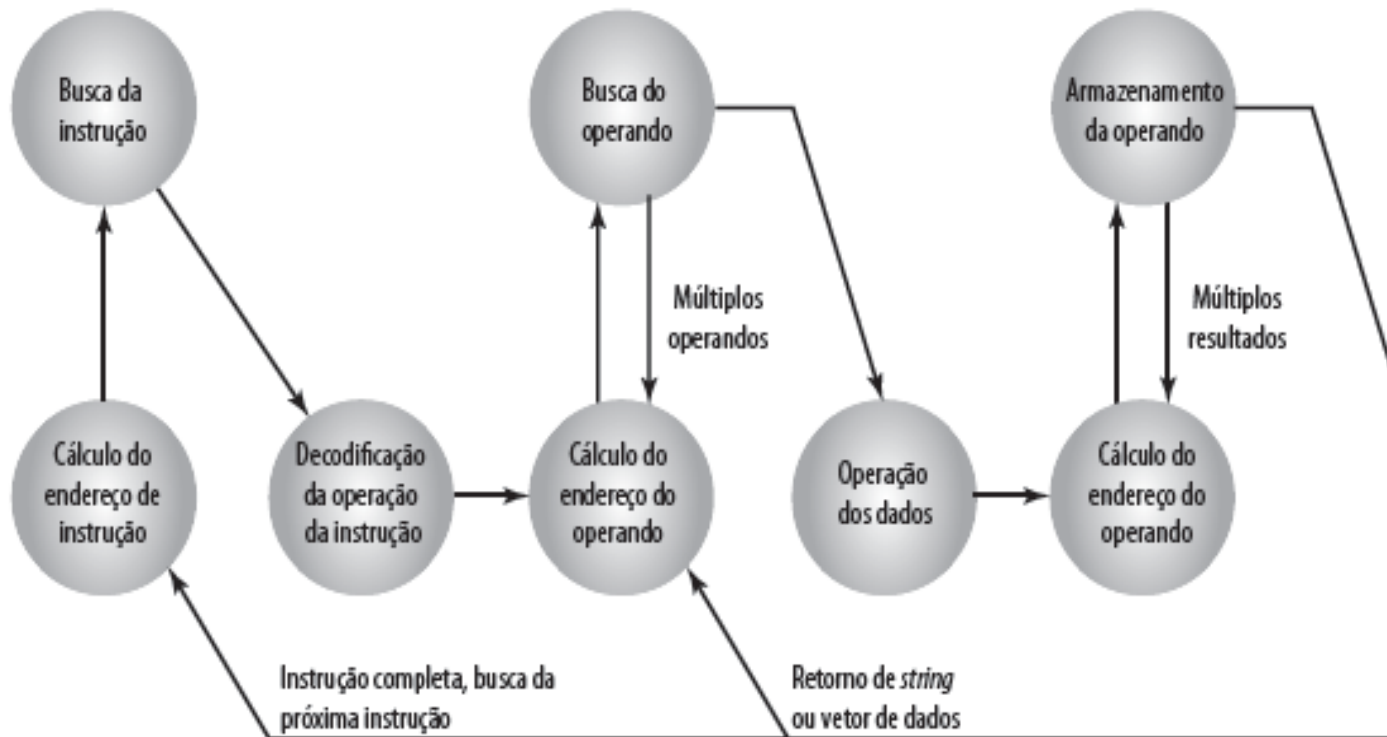 Busca da
instrução
Busca do
operando
Armazenamento
da operando
Múltiplos
operandos
Múltiplos
resultados
Cálculo do
endereço de
instrução
Decodificação
da operação
da instrução
Cálculo do
endereço do
operando
Operação
dos dados
Cálculo do
endereço do
operando
Instrução completa, busca da
próxima instrução
Retorno de string
ou vetor de dados